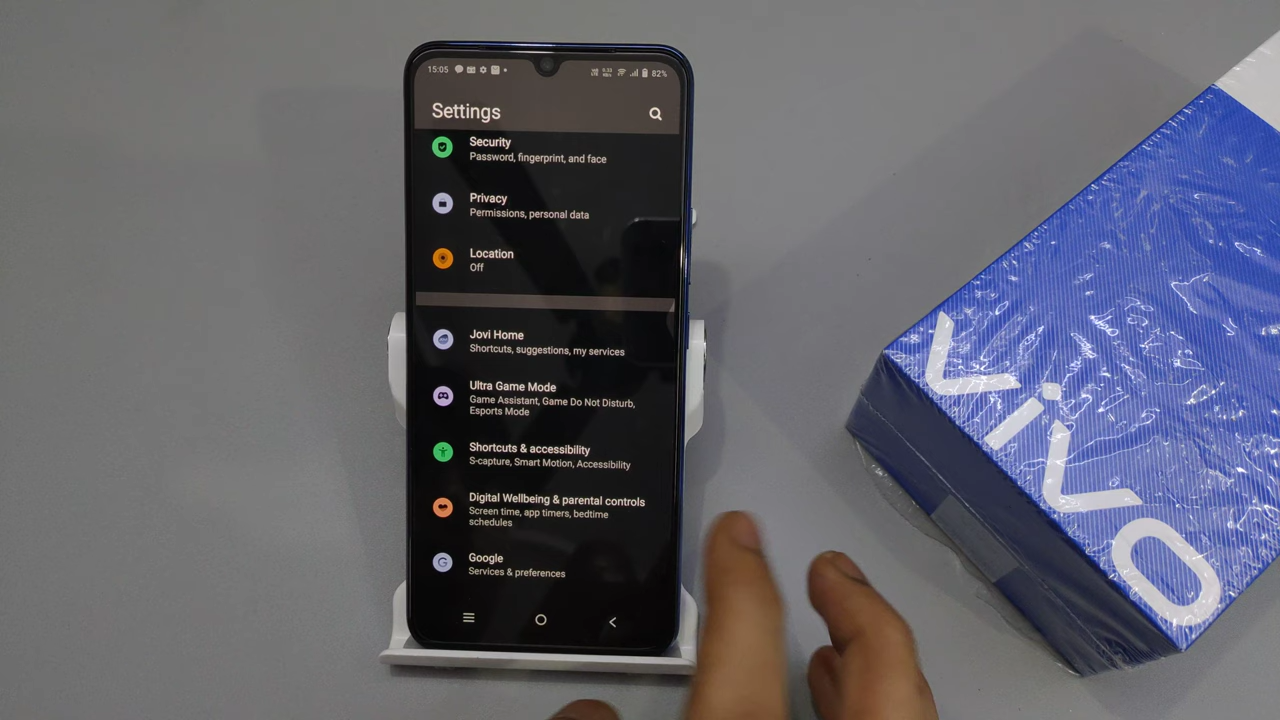 15:05
82%
Settings
Security
Password, fingerprint, and face
Privacy
Permissions, personal data
Location
Off
Jovi Home
Shortcuts, suggestions, my services
Ultra Game Mode
Game Assistant, Game Do Not Disturb,
Esports Mode
Shortcuts & accessibility
S-capture, Smart Motion, Accessibility
Digital Wellbeing & parental controls
Screen time, app timers, bedtime
schedules
Google
Services & preferences
vivo